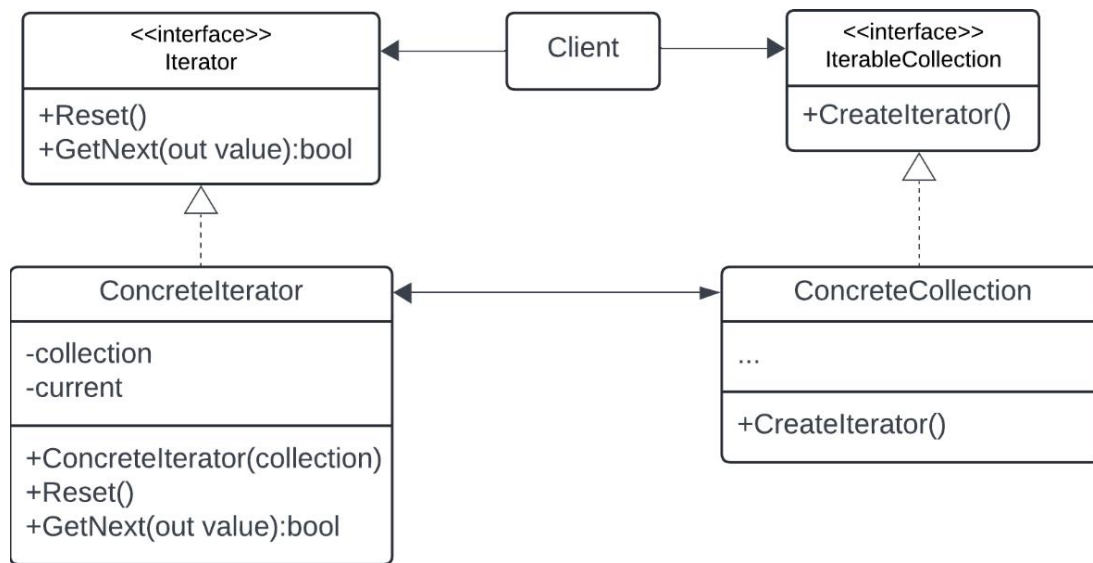 <<interface>>
Iterator
+Reset()
+GetNext(out value):bool
Client
<<interface>>
IterableCollection
+CreateIterator()
ConcreteIterator
-collection
-current
+ConcreteIterator(collection)
+Reset()
+GetNext(out value):bool
ConcreteCollection
...
+CreateIterator()